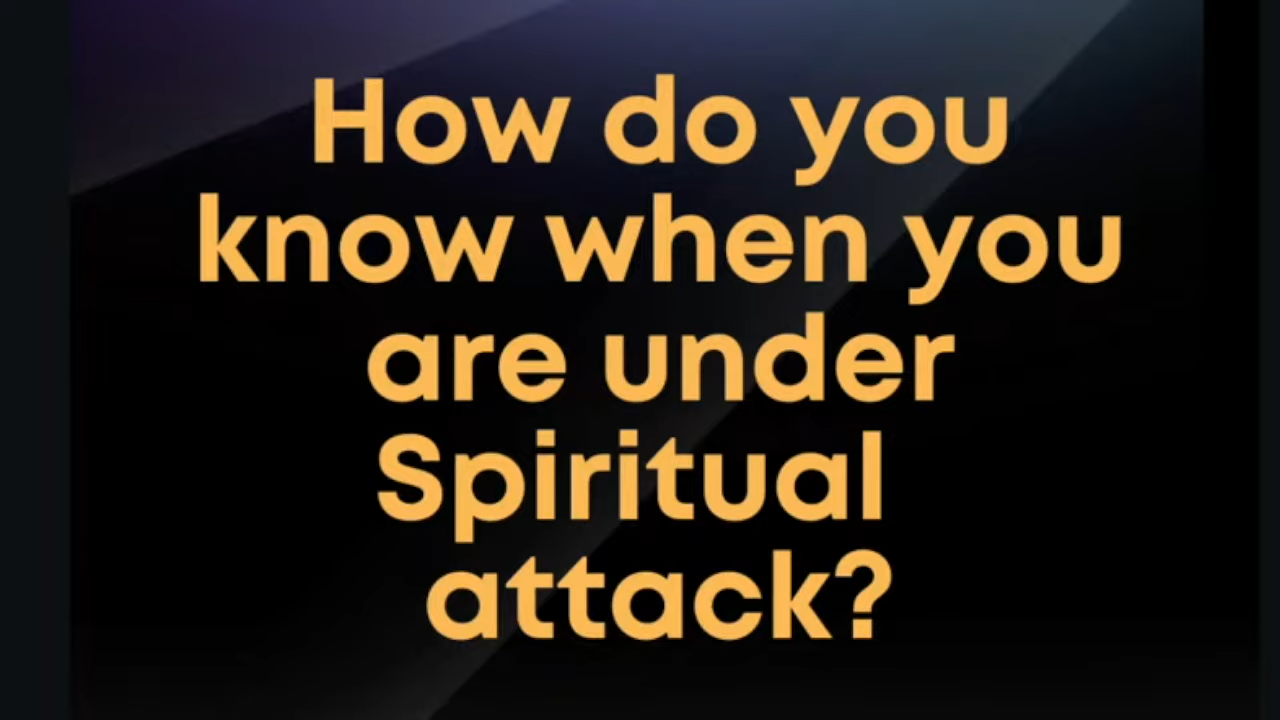 How do you
know when you
are under
Spiritual
attack?